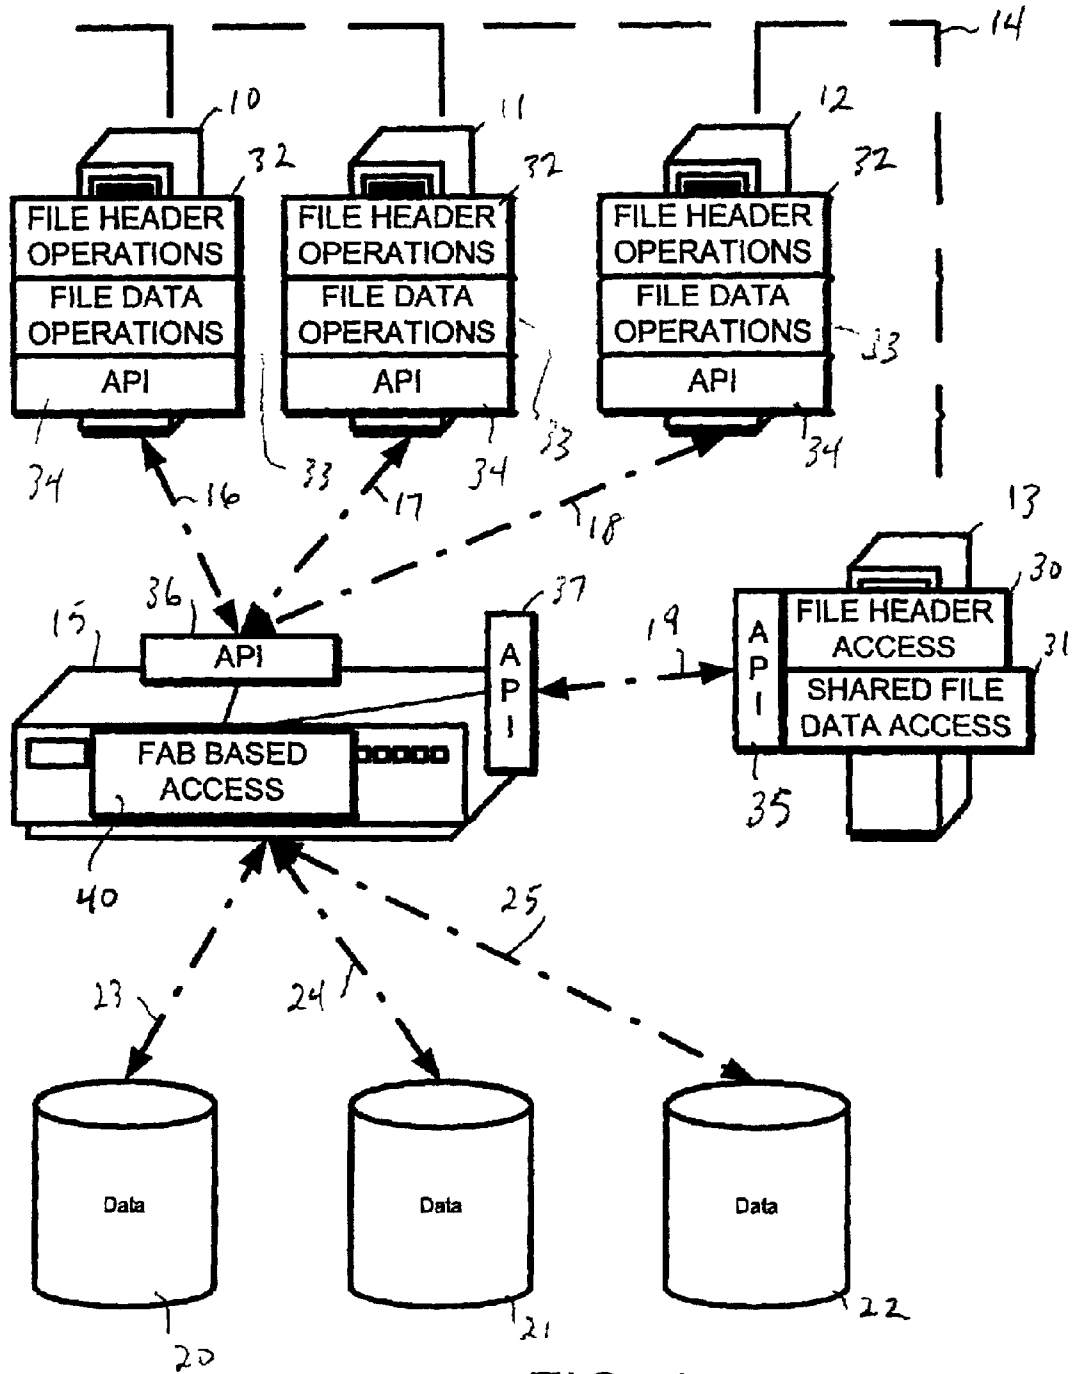 14
10 11 12
32 32 32
FILE HEADER OPERATIONS
FILE DATA OPERATIONS
API
FILE HEADER OPERATIONS
FILE DATA OPERATIONS
API
FILE HEADER OPERATIONS
FILE DATA OPERATIONS
API
33
33 33
34 34 34
16 17 18
13
36 37 30
15 19 31
API
API
API
FILE HEADER ACCESS
SHARED FILE DATA ACCESS
FAB BASED ACCESS
35
40
25
23 24
Data Data Data
20 21 22